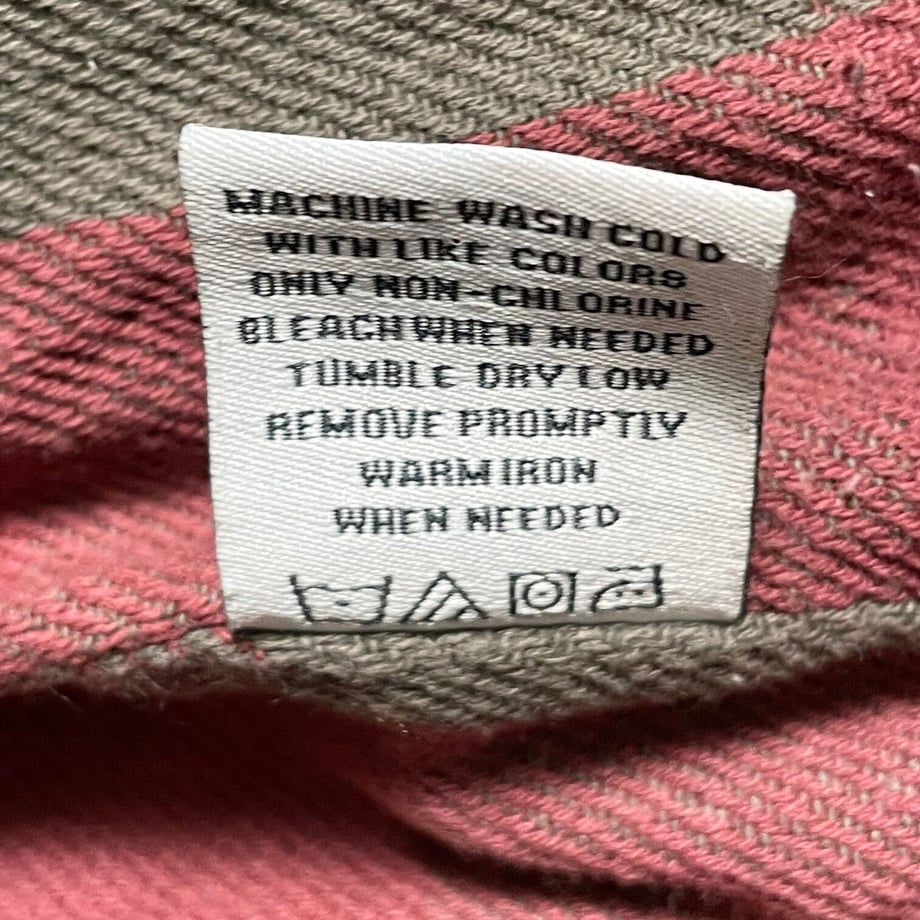 MACHINE WASH COLD
WITH LIKE COLORS
ONLY NON-CHLORINE
BLEACH WHEN NEEDED
TUMBLE DRY LOW
REMOVE PROMPTLY
WARM IRON
WHEN NEEDED